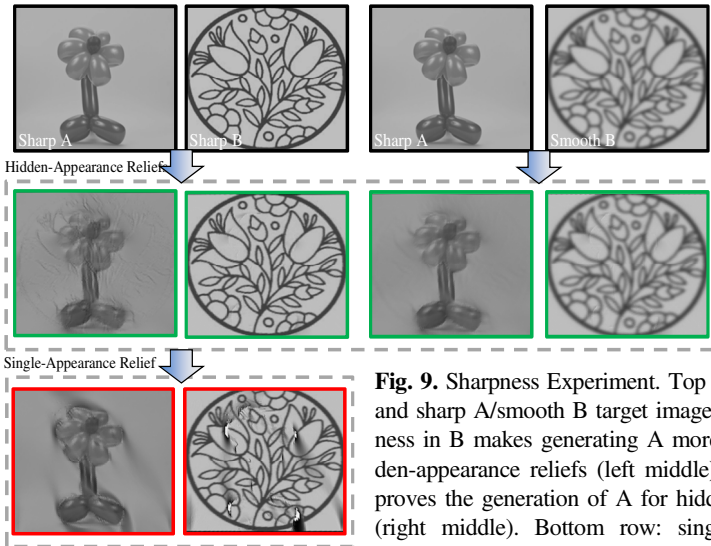 Sharp A
Sharp B
Sharp A
Smooth B
Hidden-Appearance Reliefs
Single-Appearance Relief
Fig. 9. Sharpness Experiment. Top
and sharp A/smooth B target image
ness in B makes generating A more
den-appearance reliefs (left middle)
proves the generation of A for hid
(right middle). Bottom row: sing